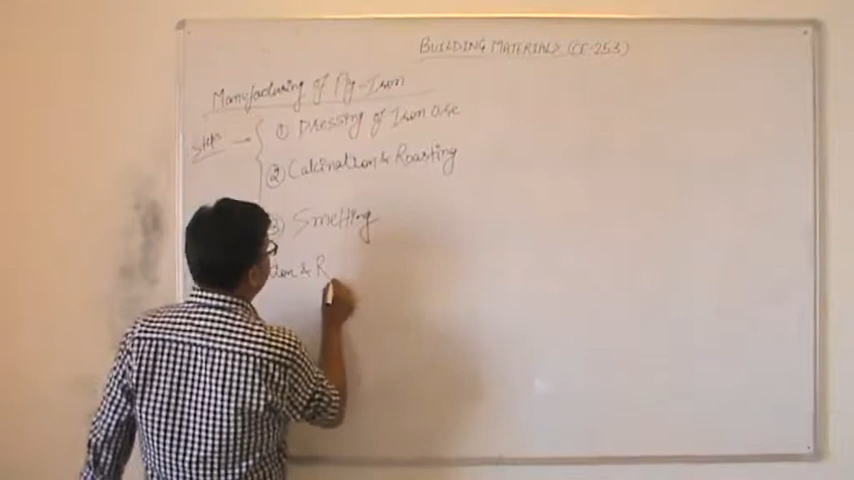 BUILDING MATERIALS (CE-253)
Manufacturing of Pig-Iron
Steps → ① Dressing of Iron ore
② Calcination & Roasting
③ Smelting
& R